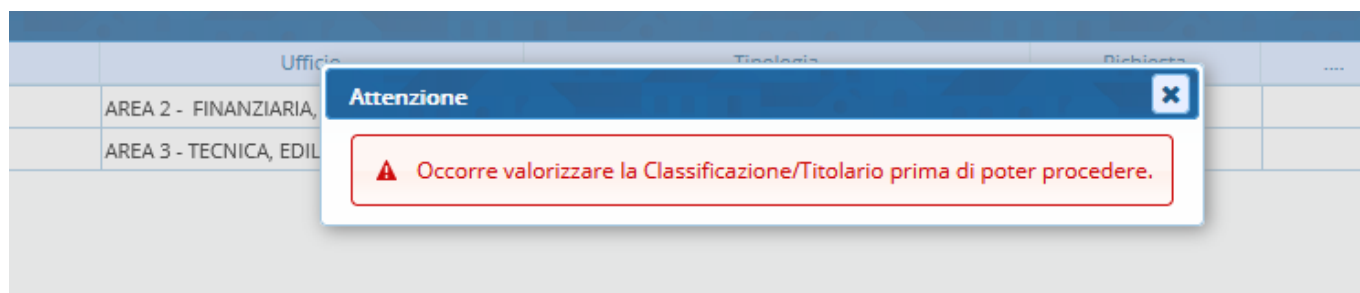 Ufficio Tipologia Richiesta ....
Attenzione
AREA 2 - FINANZIARIA,
Occorre valorizzare la Classificazione/Titolario prima di poter procedere.
AREA 3 - TECNICA, EDIL